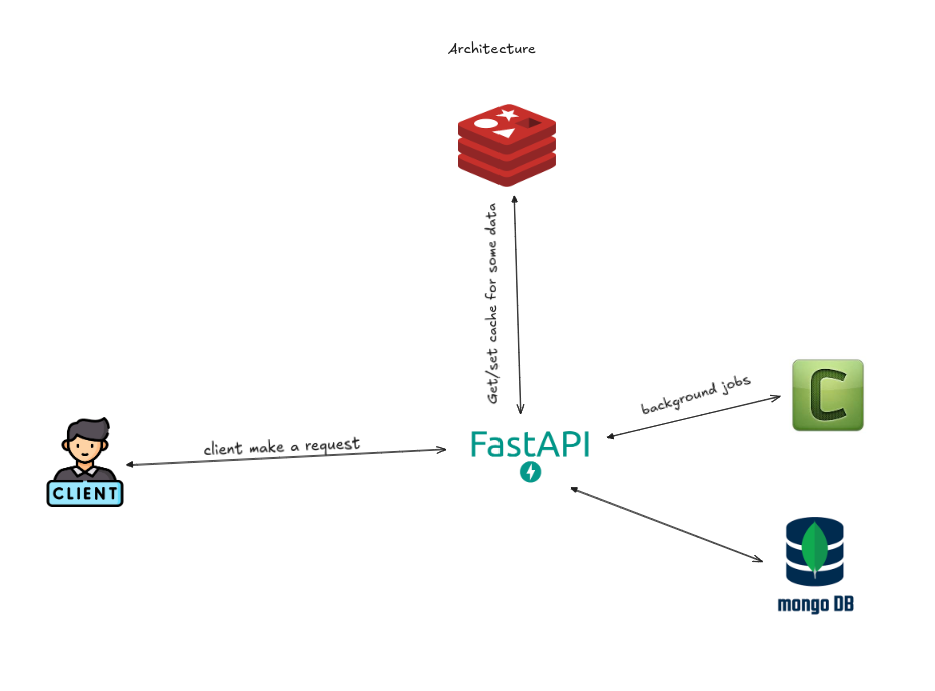 Architecture
Get/set cache for some data
background jobs
C
client make a request
FastAPI
CLIENT
mongo DB